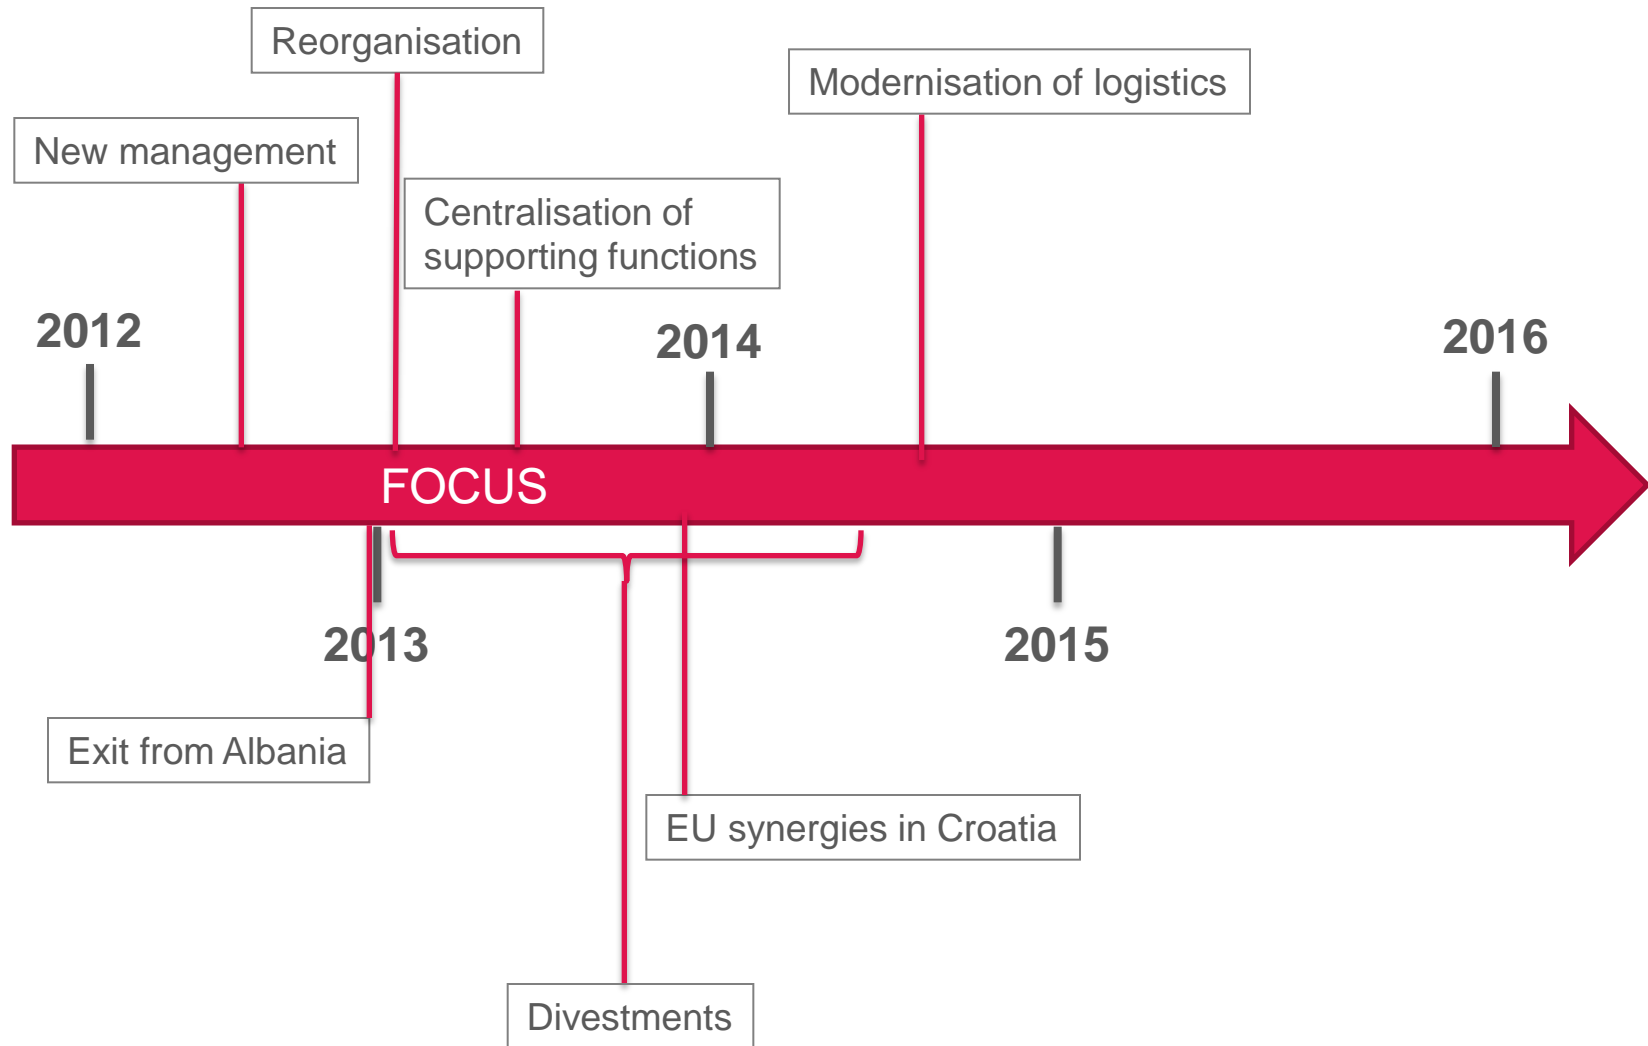 Reorganisation
Modernisation of logistics
New management
Centralisation of
supporting functions
2012
2014
2016
FOCUS
2013
2015
Exit from Albania
EU synergies in Croatia
Divestments